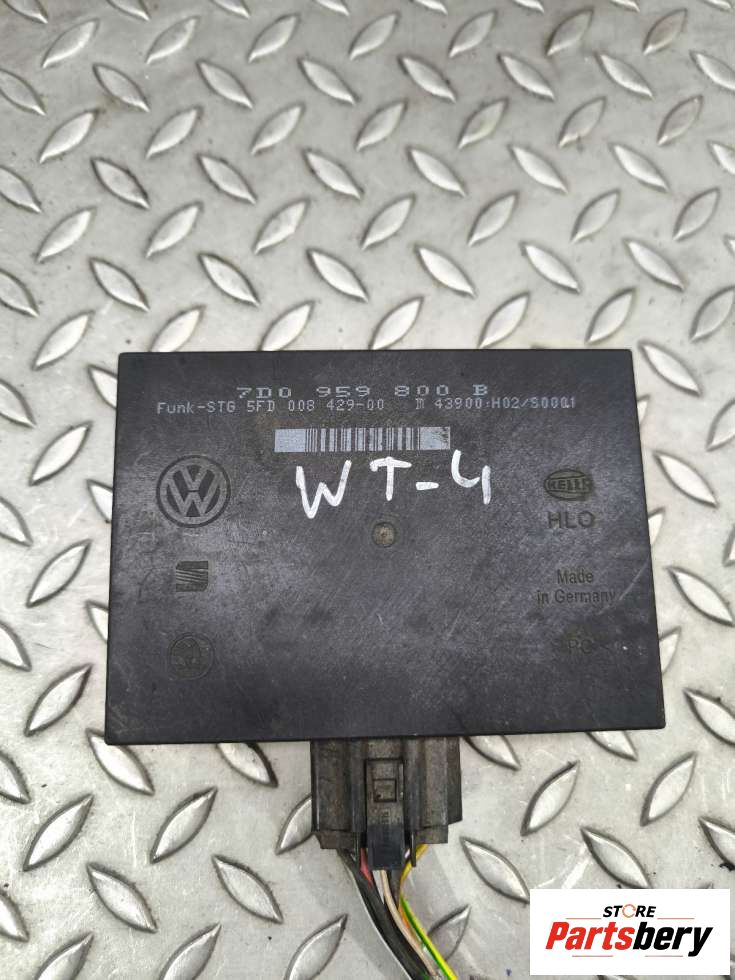 7D0 959 800 B
Funk-STG 5FD 008 429-00 m 43900:H02/S0001
WT-4
HELLA
HLO
Made
in Germany
STORE
Partsbery